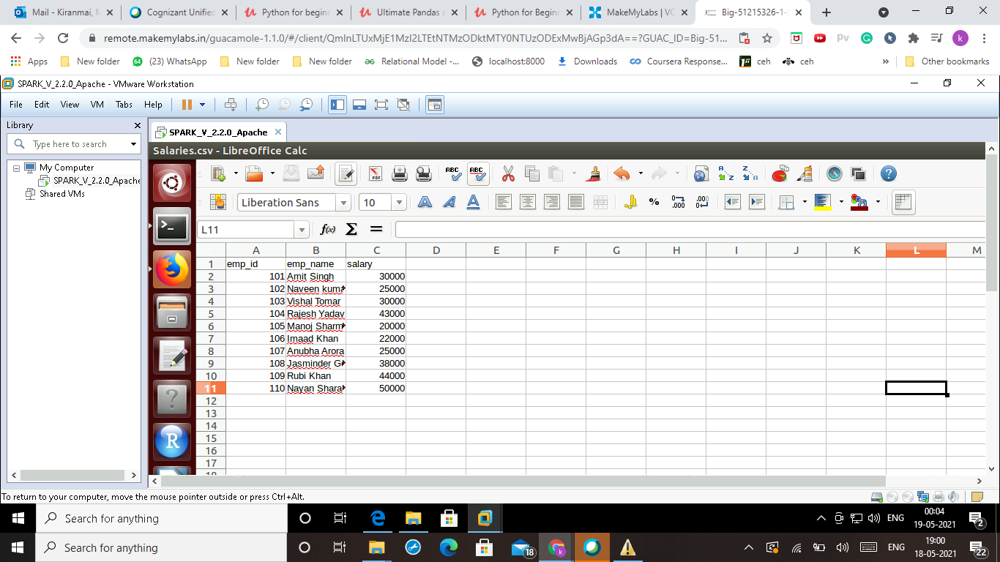 Mail - Kiranmai, M
Cognizant Unified
Python for beginn
Ultimate Pandas a
Python for Beginn
MakeMyLabs | VC
Big-51215326-1-
remote.makemylabs.in/guacamole-1.1.0/#/client/QmlnLTUxMjE1MzI2LTEtNTMzODktMTY0NTUzODExMwBjAGp3dA==?GUAC_ID=Big-51...
Pv
k
Apps
New folder
64
(23) WhatsApp
New folder
New folder
Relational Model -...
localhost:8000
Downloads
Coursera Response...
ceh
ceh
»
Other bookmarks
SPARK_V_2.2.0_Apache - VMware Workstation
File Edit View VM Tabs Help
Library
SPARK_V_2.2.0_Apache
Type here to search
Salaries.csv - LibreOffice Calc
My Computer
SPARK_V_2.2.0_Apache
Shared VMs
PDF
ABC
ABC
Liberation Sans
10
%
L11
f(x) Σ =
A B C D E F G H I J K L M
1 emp_id emp_name salary
2 101 Amit Singh 30000
3 102 Naveen kuma 25000
4 103 Vishal Tomar 30000
5 104 Rajesh Yadav 43000
6 105 Manoj Sharm 20000
7 106 Imaad Khan 22000
8 107 Anubha Arora 25000
9 108 Jasminder G 38000
10 109 Rubi Khan 44000
11 110 Nayan Shara 50000
12
13
14
15
16
17
18
R
To return to your computer, move the mouse pointer outside or press Ctrl+Alt.
Search for anything
ENG
00:04
19-05-2021
2
Search for anything
18
k
ENG
19:00
18-05-2021
22